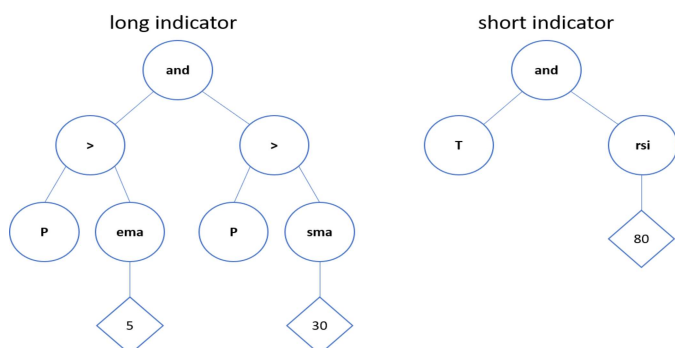 long indicator
short indicator
and
and
>
>
T
rsi
P
ema
P
sma
80
5
30